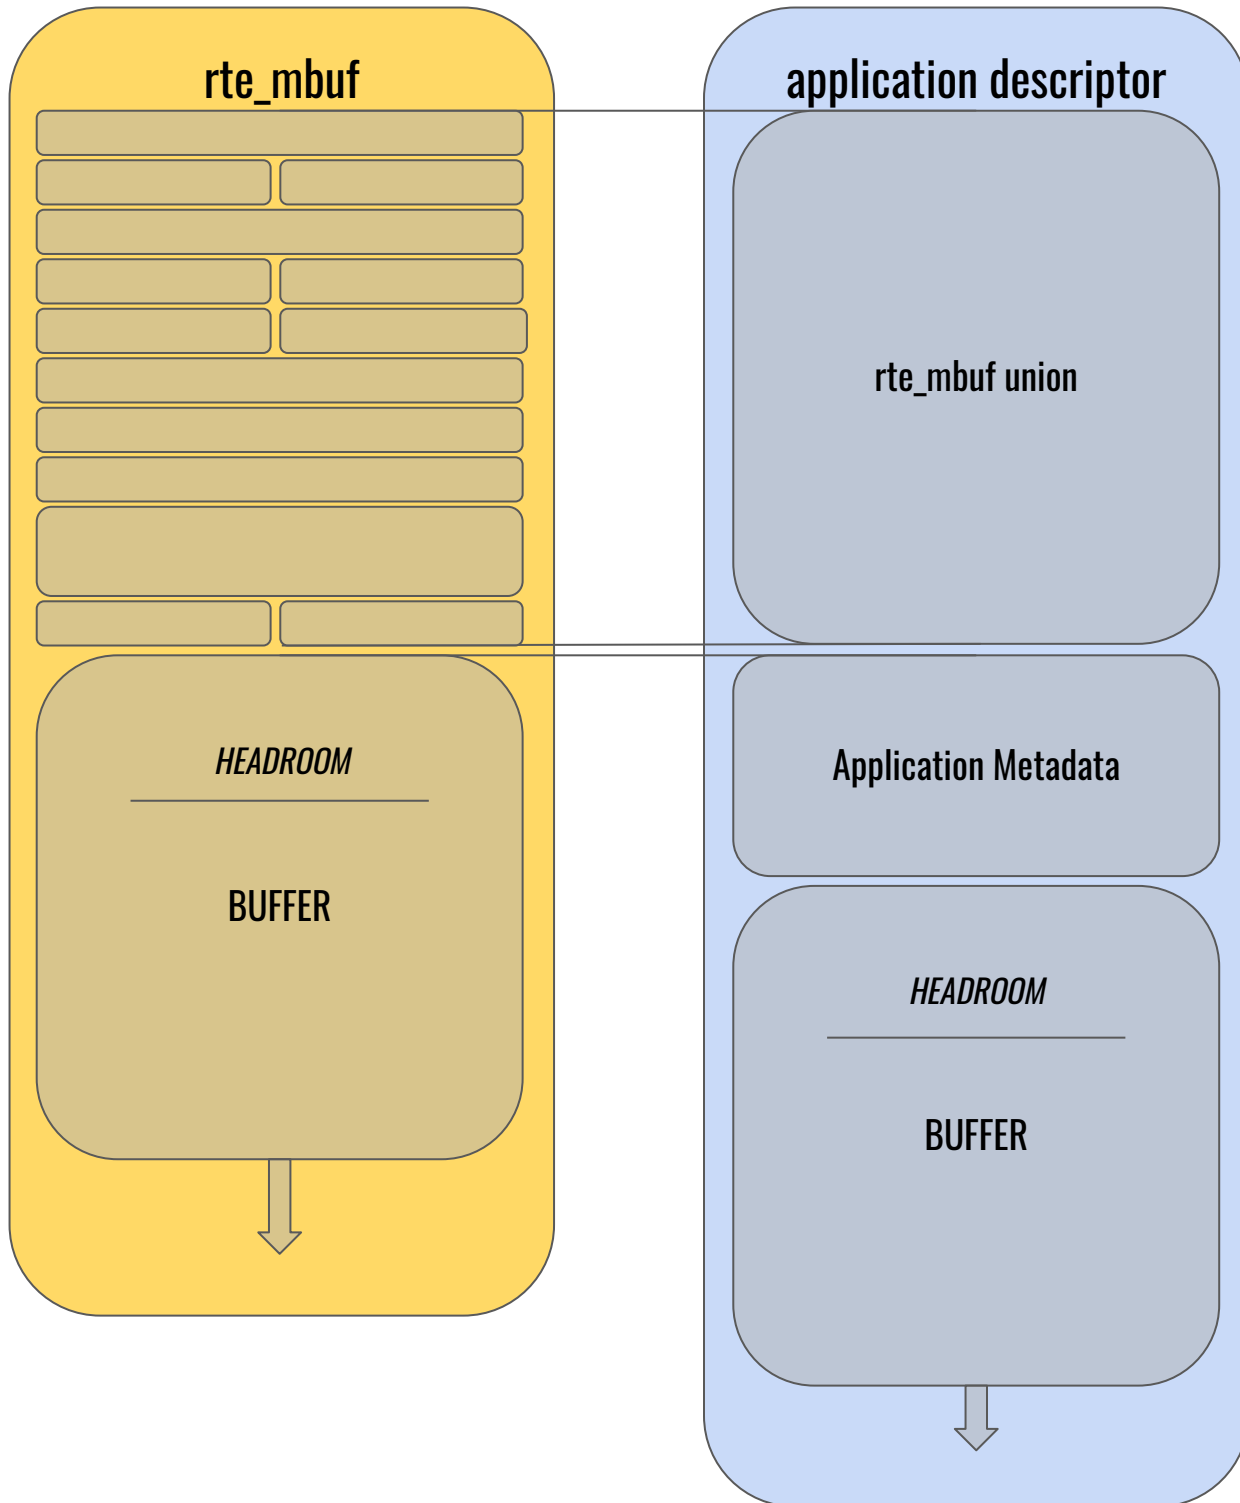 rte_mbuf
HEADROOM
BUFFER
application descriptor
rte_mbuf union
Application Metadata
HEADROOM
BUFFER